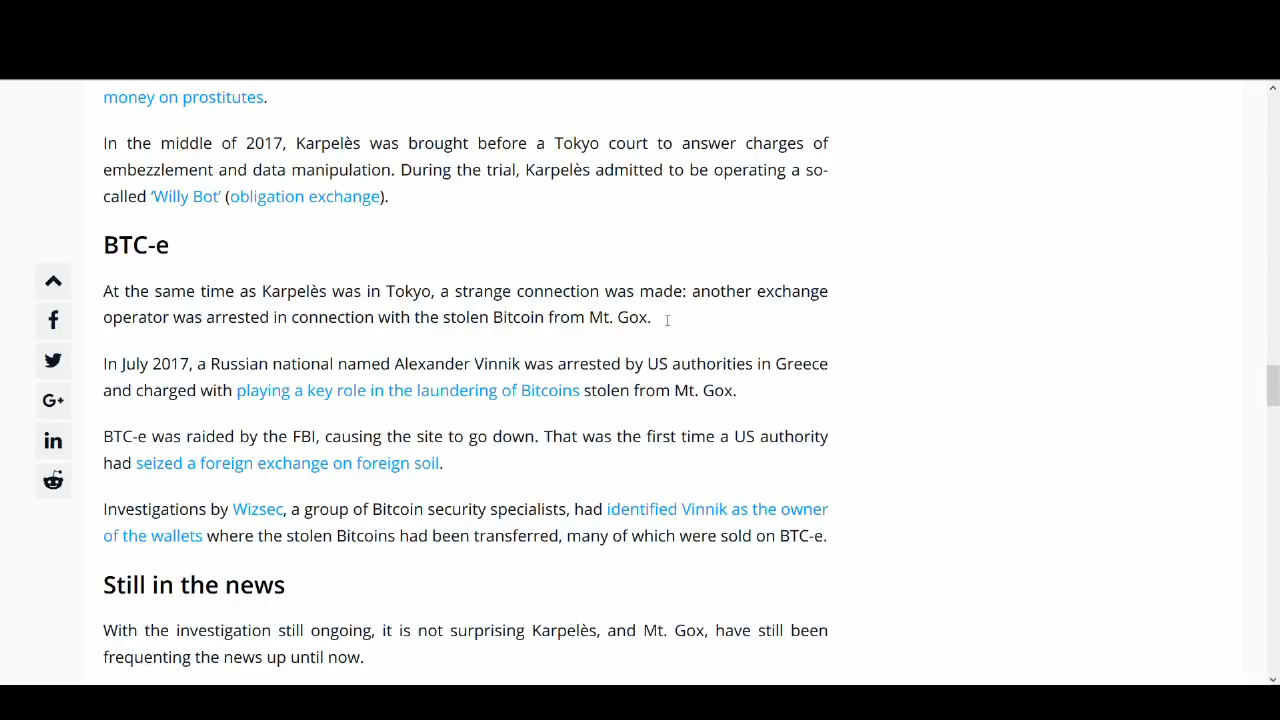 money on prostitutes.
In the middle of 2017, Karpelès was brought before a Tokyo court to answer charges of
embezzlement and data manipulation. During the trial, Karpelès admitted to be operating a so-
called ‘Willy Bot’ (obligation exchange).
BTC-e
At the same time as Karpelès was in Tokyo, a strange connection was made: another exchange
operator was arrested in connection with the stolen Bitcoin from Mt. Gox.
In July 2017, a Russian national named Alexander Vinnik was arrested by US authorities in Greece
and charged with playing a key role in the laundering of Bitcoins stolen from Mt. Gox.
BTC-e was raided by the FBI, causing the site to go down. That was the first time a US authority
had seized a foreign exchange on foreign soil.
Investigations by Wizsec, a group of Bitcoin security specialists, had identified Vinnik as the owner
of the wallets where the stolen Bitcoins had been transferred, many of which were sold on BTC-e.
Still in the news
With the investigation still ongoing, it is not surprising Karpelès, and Mt. Gox, have still been
frequenting the news up until now.